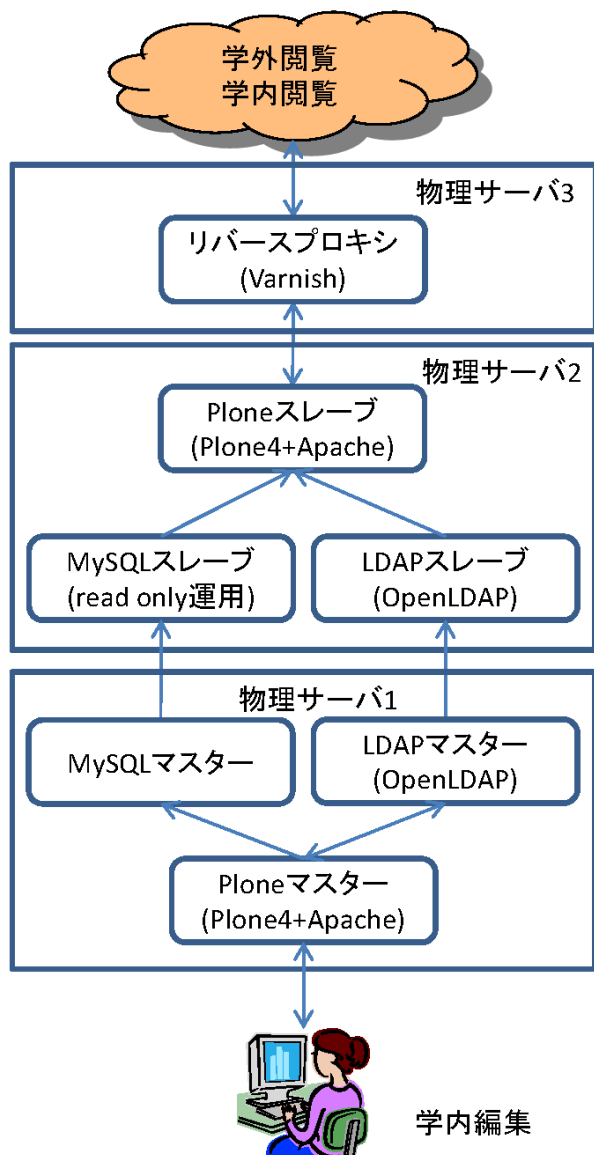 学外閲覧
学内閲覧
物理サーバ3
リバースプロキシ
(Varnish)
物理サーバ2
Ploneスレーブ
(Plone4+Apache)
MySQLスレーブ
(read only運用)
LDAPスレーブ
(OpenLDAP)
物理サーバ1
MySQLマスター
LDAPマスター
(OpenLDAP)
Ploneマスター
(Plone4+Apache)
学内編集